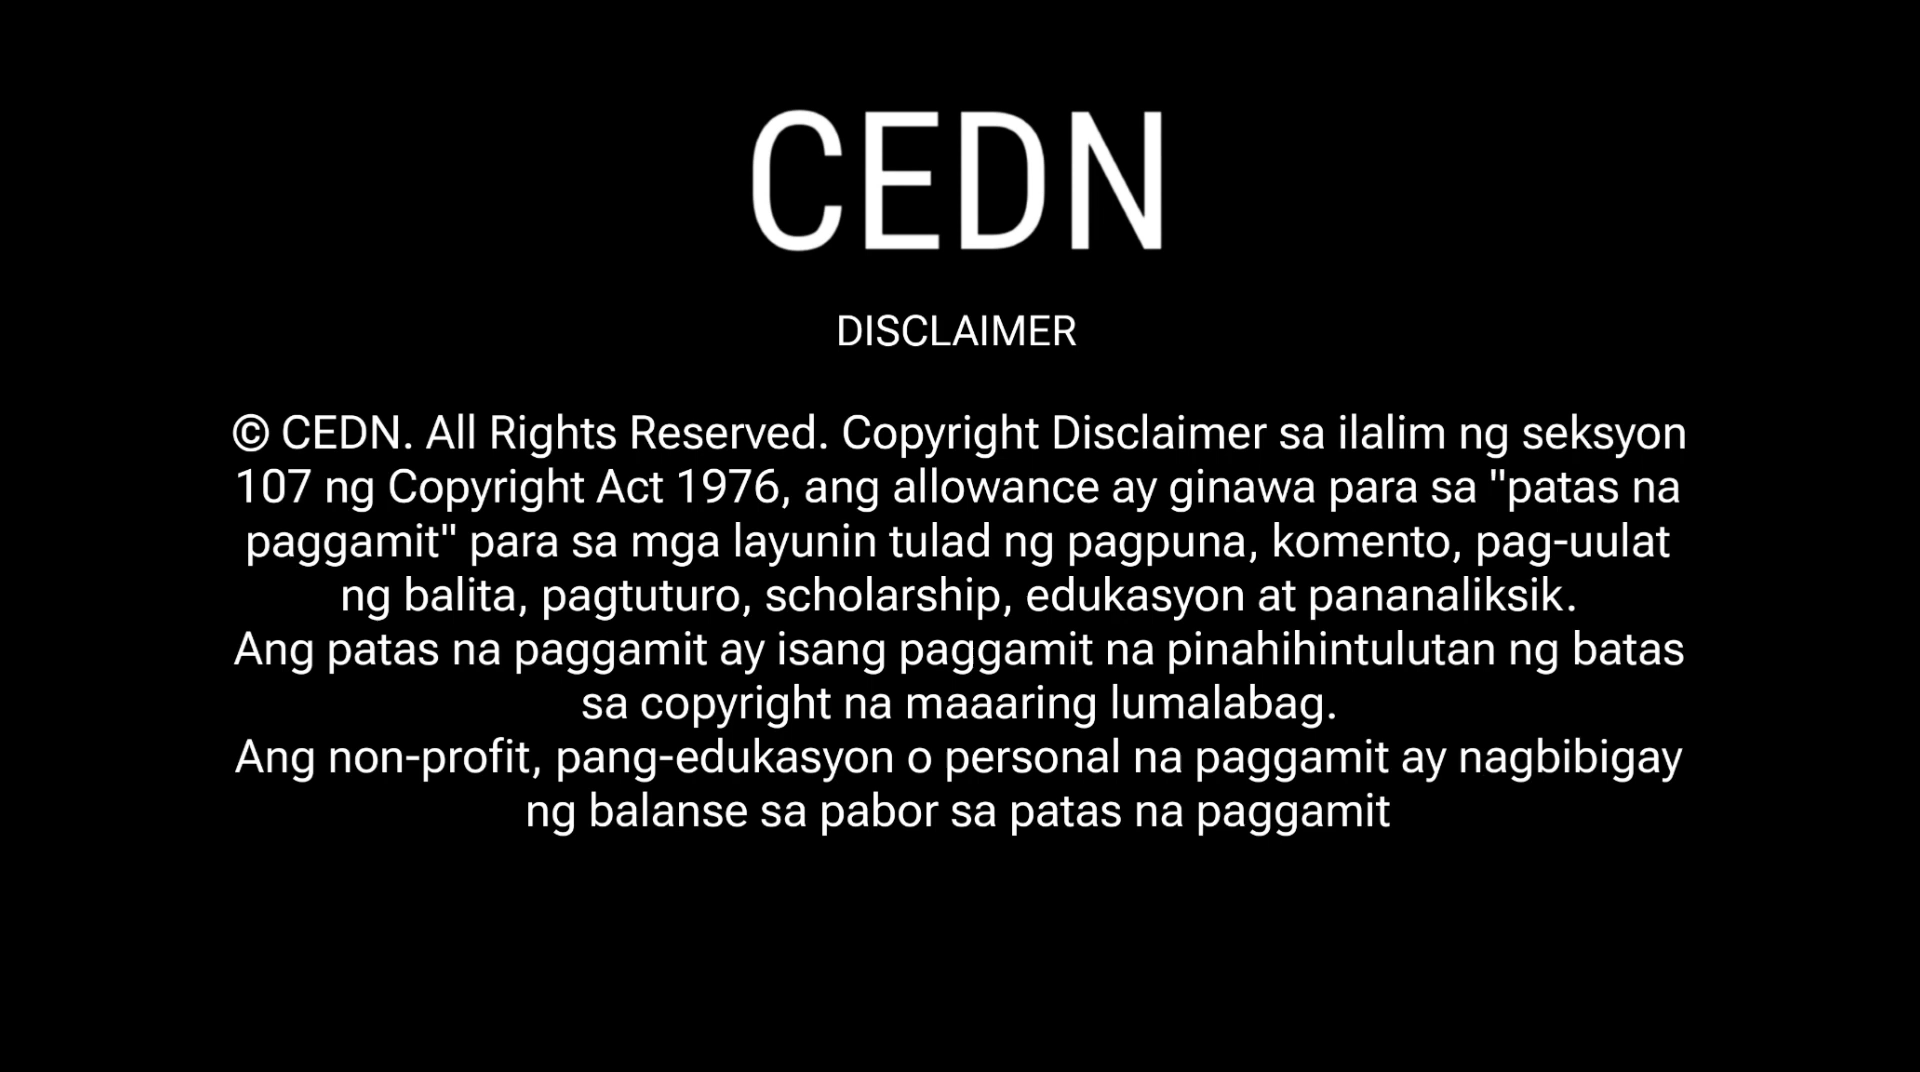 CEDN
DISCLAIMER
© CEDN. All Rights Reserved. Copyright Disclaimer sa ilalim ng seksyon
107 ng Copyright Act 1976, ang allowance ay ginawa para sa "patas na
paggamit" para sa mga layunin tulad ng pagpuna, komento, pag-uulat
ng balita, pagtuturo, scholarship, edukasyon at pananaliksik.
Ang patas na paggamit ay isang paggamit na pinahihintulutan ng batas
sa copyright na maaaring lumalabag.
Ang non-profit, pang-edukasyon o personal na paggamit ay nagbibigay
ng balanse sa pabor sa patas na paggamit